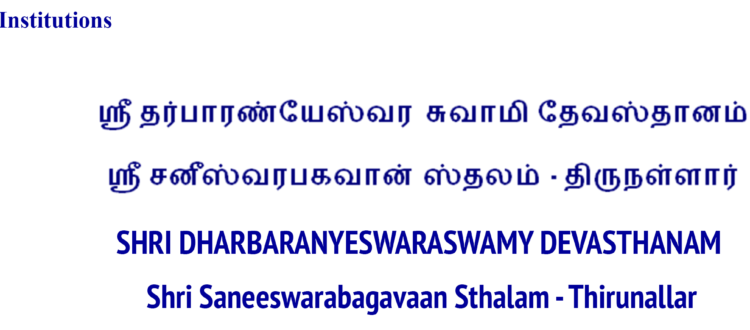 Institutions
ஸ்ரீ தர்பாரண்யேஸ்வர சுவாமி தேவஸ்தானம்
ஸ்ரீ சனீஸ்வரபகவான் ஸ்தலம் - திருநள்ளார்
SHRI DHARBARANYESWARASWAMY DEVASTHANAM
Shri Saneeswarabagavaan Sthalam - Thirunallar